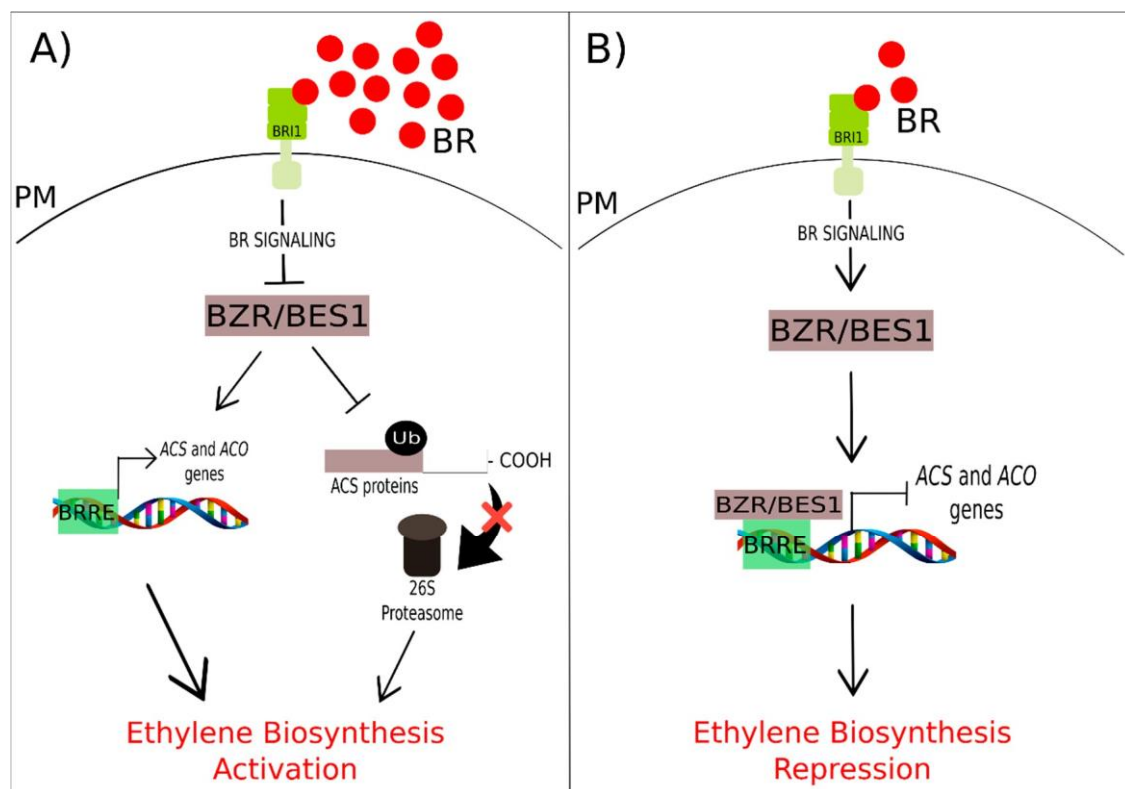 A)
BRI1
BR
PM
BR SIGNALING
BZR/BES1
ACS and ACO
genes
BRRE
Ub
- COOH
ACS proteins
26S
Proteasome
Ethylene Biosynthesis
Activation
B)
BRI1
BR
PM
BR SIGNALING
BZR/BES1
BZR/BES1
ACS and ACO
genes
BRRE
Ethylene Biosynthesis
Repression